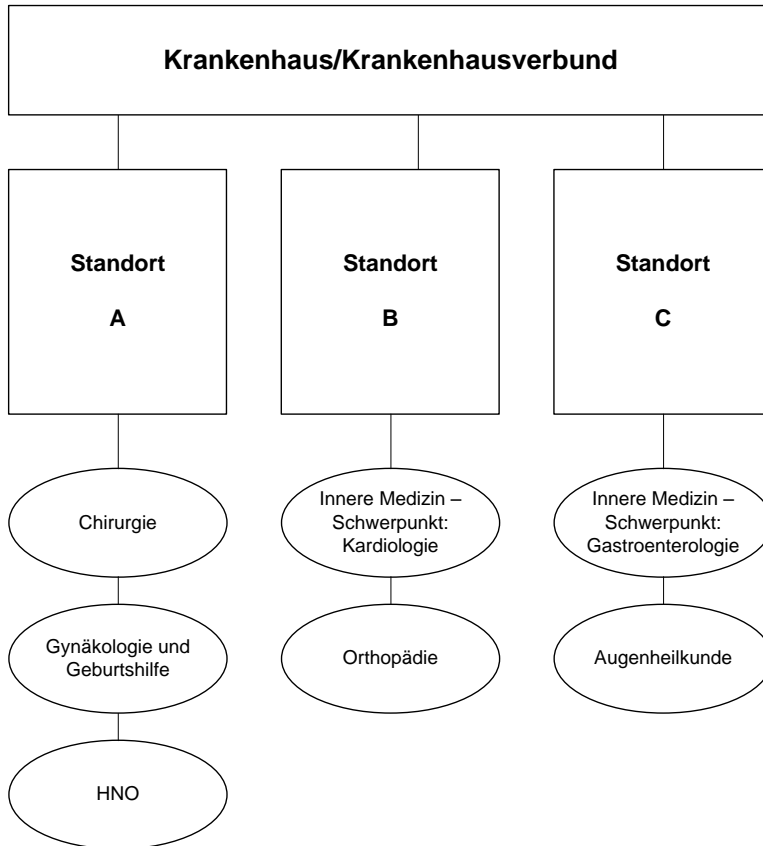 Krankenhaus/Krankenhausverbund
Standort
A
Standort
B
Standort
C
Chirurgie
Innere Medizin –
Schwerpunkt:
Kardiologie
Innere Medizin –
Schwerpunkt:
Gastroenterologie
Gynäkologie und
Geburtshilfe
Orthopädie
Augenheilkunde
HNO